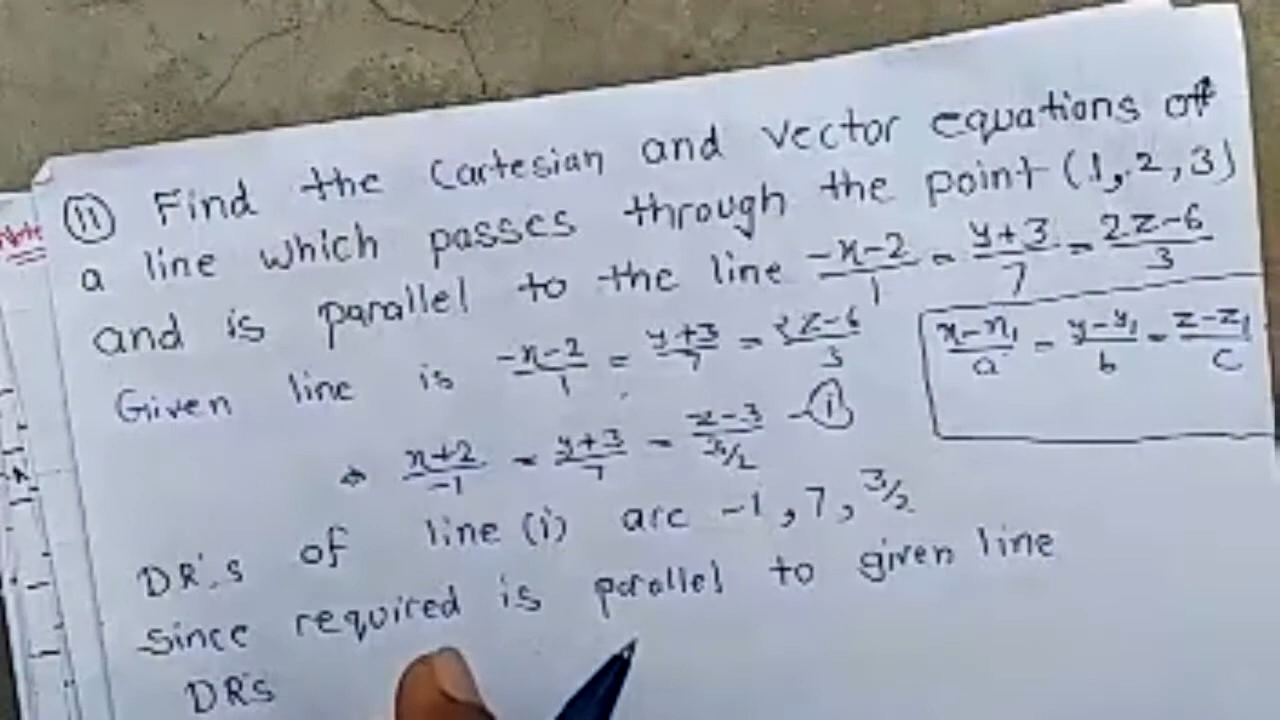 (11) Find the Cartesian and vector equations of
a line which passes through the point (1, 2, 3)
and is parallel to the line (-x-2)/1 = (y+3)/7 = (2z-6)/3
Given line is (-x-2)/1 = (y+3)/7 = (2z-6)/3
(x-x₁)/a = (y-y₁)/b = (z-z₁)/c
⇒ (x+2)/-1 = (y+3)/7 = (z-3)/(3/2) -(i)
DR's of line (i) are -1, 7, 3/2
since required is parallel to given line
DR's